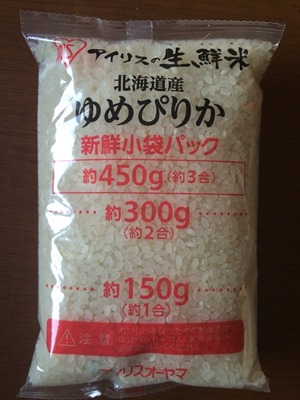 アイリスの生鮮米
北海道産
ゆめぴりか
新鮮小袋パック
約450g(約3合)
約300g
(約2合)
約150g
(約1合)
注意
アイリスオーヤマ